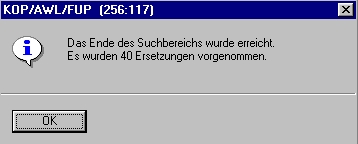 KOP/AWL/FUP (256:117)
Das Ende des Suchbereichs wurde erreicht.
Es wurden 40 Ersetzungen vorgenommen.
OK